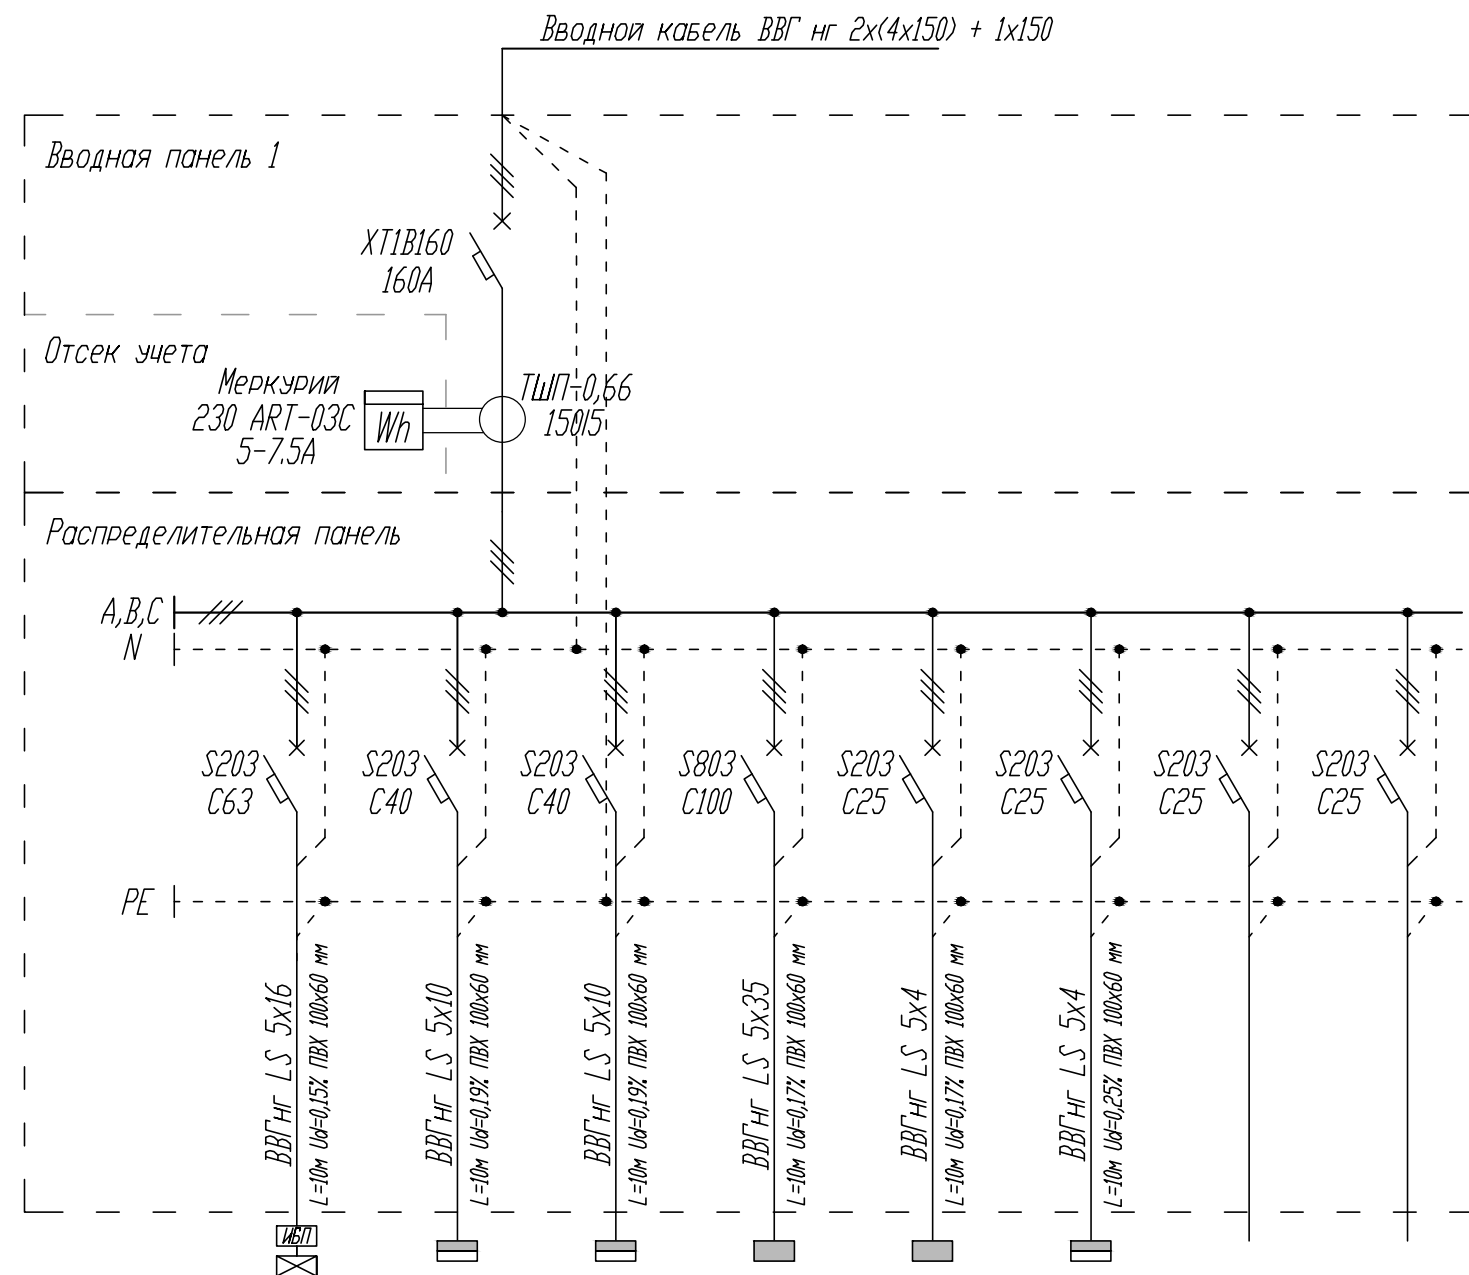 Вводной кабель ВВГ нг 2х(4х150) + 1х150
Вводная панель 1
XT1B160
160А
Отсек учета
Меркурий
230 ART-03C
5-7.5А
Wh
ТШП-0,66
150/5
Распределительная панель
А,В,С
N
S203
C63
S203
C40
S203
C40
S803
C100
S203
C25
S203
C25
S203
C25
S203
C25
PE
ВВГнг LS 5х16
L=10м Ud=0,15% ПВХ 100х60 мм
ВВГнг LS 5х10
L=10м Ud=0,19% ПВХ 100х60 мм
ВВГнг LS 5х10
L=10м Ud=0,19% ПВХ 100х60 мм
ВВГнг LS 5х35
L=10м Ud=0,17% ПВХ 100х60 мм
ВВГнг LS 5х4
L=10м Ud=0,17% ПВХ 100х60 мм
ВВГнг LS 5х4
L=10м Ud=0,25% ПВХ 100х60 мм
ИБП